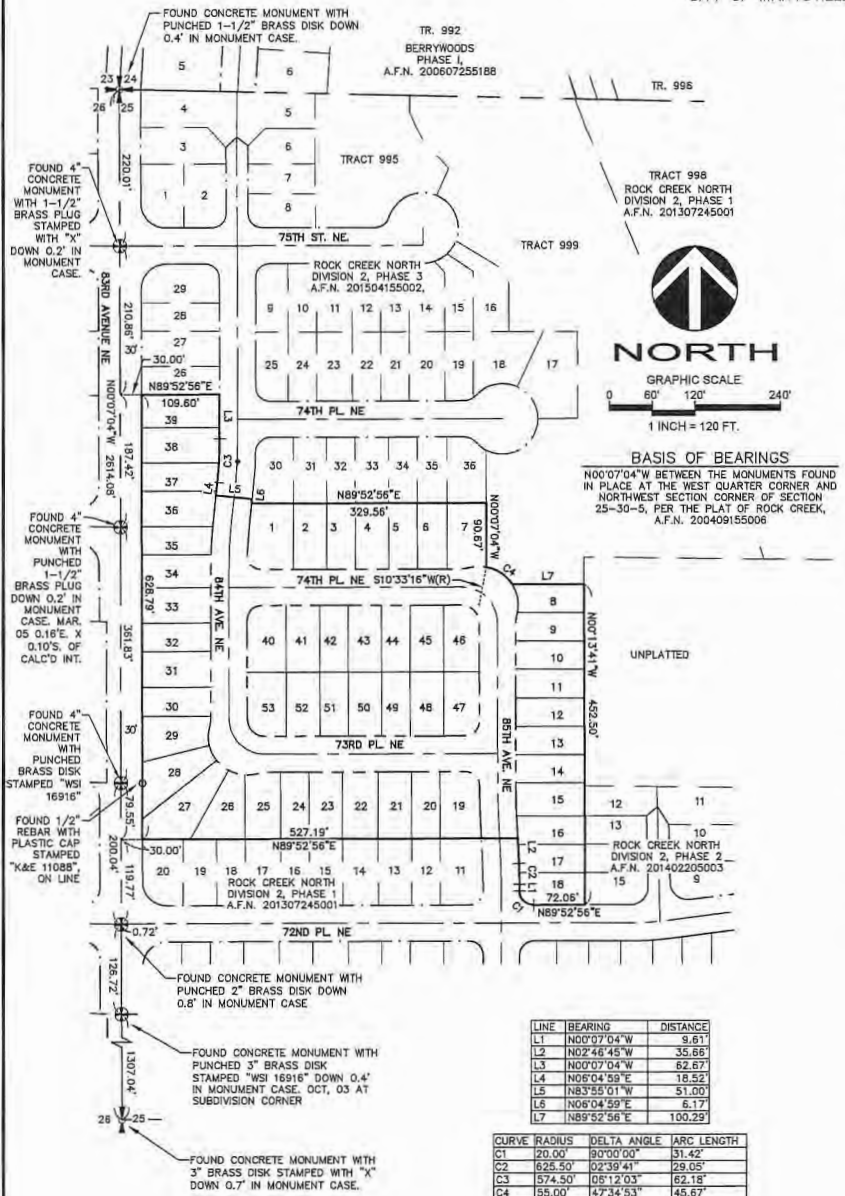 FOUND CONCRETE MONUMENT WITH
PUNCHED 1-1/2" BRASS DISK DOWN
0.4' IN MONUMENT CASE.
TR. 992
BERRYWOODS
PHASE I,
A.F.N. 200607255188
TR. 996
5
6
23
24
26
25
4
5
3
6
TRACT 995
7
1
2
8
220.01'
TRACT 998
ROCK CREEK NORTH
DIVISION 2, PHASE 1
A.F.N. 201307245001
FOUND 4"
CONCRETE
MONUMENT
WITH 1-1/2"
BRASS PLUG
STAMPED
WITH "X"
DOWN 0.2' IN
MONUMENT
CASE.
75TH ST. NE.
TRACT 999
ROCK CREEK NORTH
DIVISION 2, PHASE 3
A.F.N. 201504155002,
83RD AVENUE NE
210.86'
30'
29
28
27
26
9
10
11
12
13
14
15
16
25
24
23
22
21
20
19
18
17
NORTH
GRAPHIC SCALE
0
60'
120'
240'
1 INCH = 120 FT.
30.00'
N89°52'56"E
109.60'
74TH PL. NE
BASIS OF BEARINGS
N00°07'04"W BETWEEN THE MONUMENTS FOUND
IN PLACE AT THE WEST QUARTER CORNER AND
NORTHWEST SECTION CORNER OF SECTION
25-30-5, PER THE PLAT OF ROCK CREEK,
A.F.N. 200409155006
N00°07'04"W 2614.08'
187.42'
39
38
37
36
35
34
33
32
31
30
29
28
27
L3
C3
L4
L5
L6
30
31
32
33
34
35
36
N89°52'56"E
329.56'
1
2
3
4
5
6
7
N00°07'04"W
90.67'
FOUND 4"
CONCRETE
MONUMENT
WITH
PUNCHED
1-1/2"
BRASS PLUG
DOWN 0.2' IN
MONUMENT
CASE. MAR.
05 0.16'E. X
0.10'S. OF
CALC'D INT.
628.79'
361.83'
84TH AVE. NE
74TH PL. NE
S10°33'16"W(R)
C4
L7
8
9
10
11
12
13
14
15
16
17
18
N00°13'41"W
452.50'
UNPLATTED
40
41
42
43
44
45
46
53
52
51
50
49
48
47
85TH AVE. NE
73RD PL. NE
30'
FOUND 4"
CONCRETE
MONUMENT
WITH
PUNCHED
BRASS DISK
STAMPED "WSI
16916"
79.55'
FOUND 1/2"
REBAR WITH
PLASTIC CAP
STAMPED
"K&E 11088",
ON LINE
26
25
24
23
22
21
20
19
527.19'
N89°52'56"E
30.00'
200.04'
119.77'
20
19
18
17
16
15
14
13
12
11
ROCK CREEK NORTH
DIVISION 2, PHASE 1
A.F.N. 201307245001
L2
C2
L1
C1
72.06'
N89°52'56"E
12
11
13
10
ROCK CREEK NORTH
DIVISION 2, PHASE 2
A.F.N. 201402205003
15
9
0.72'
72ND PL. NE
126.72'
FOUND CONCRETE MONUMENT WITH
PUNCHED 2" BRASS DISK DOWN
0.8' IN MONUMENT CASE
FOUND CONCRETE MONUMENT WITH
PUNCHED 3" BRASS DISK
STAMPED "WSI 16916" DOWN 0.4'
IN MONUMENT CASE. OCT, 03 AT
SUBDIVISION CORNER
1307.04'
26
25
FOUND CONCRETE MONUMENT WITH
3" BRASS DISK STAMPED WITH "X"
DOWN 0.7' IN MONUMENT CASE.
LINE BEARING DISTANCE
L1 N00°07'04"W 9.61'
L2 N02°46'45"W 35.66'
L3 N00°07'04"W 62.67'
L4 N06°04'59"E 18.52'
L5 N83°55'01"W 51.00'
L6 N06°04'59"E 6.17'
L7 N89°52'56"E 100.29'
CURVE RADIUS DELTA ANGLE ARC LENGTH
C1 20.00' 90°00'00" 31.42'
C2 625.50' 02°39'41" 29.05'
C3 574.50' 06°12'03" 62.18'
C4 55.00' 47°34'53" 45.67'